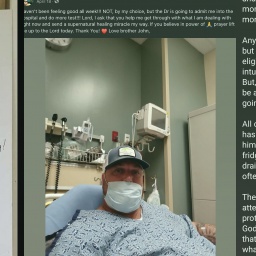 aven't been feeling good all week!! NOT, by my choice, but the Dr is going to admit me into the
spital and do more test!!! Lord, I ask that you help me get through with what I am dealing with
ght now and send a supernatural healing miracle my way. If you believe in power of 🙏 prayer lift
e up to the Lord today. Thank You! ❤️ Love brother John,
mor
mor
Any
but
elig
intu
But,
be a
goin
All o
has
him
frid
drai
ofte
The
atte
prot
God
that
wha